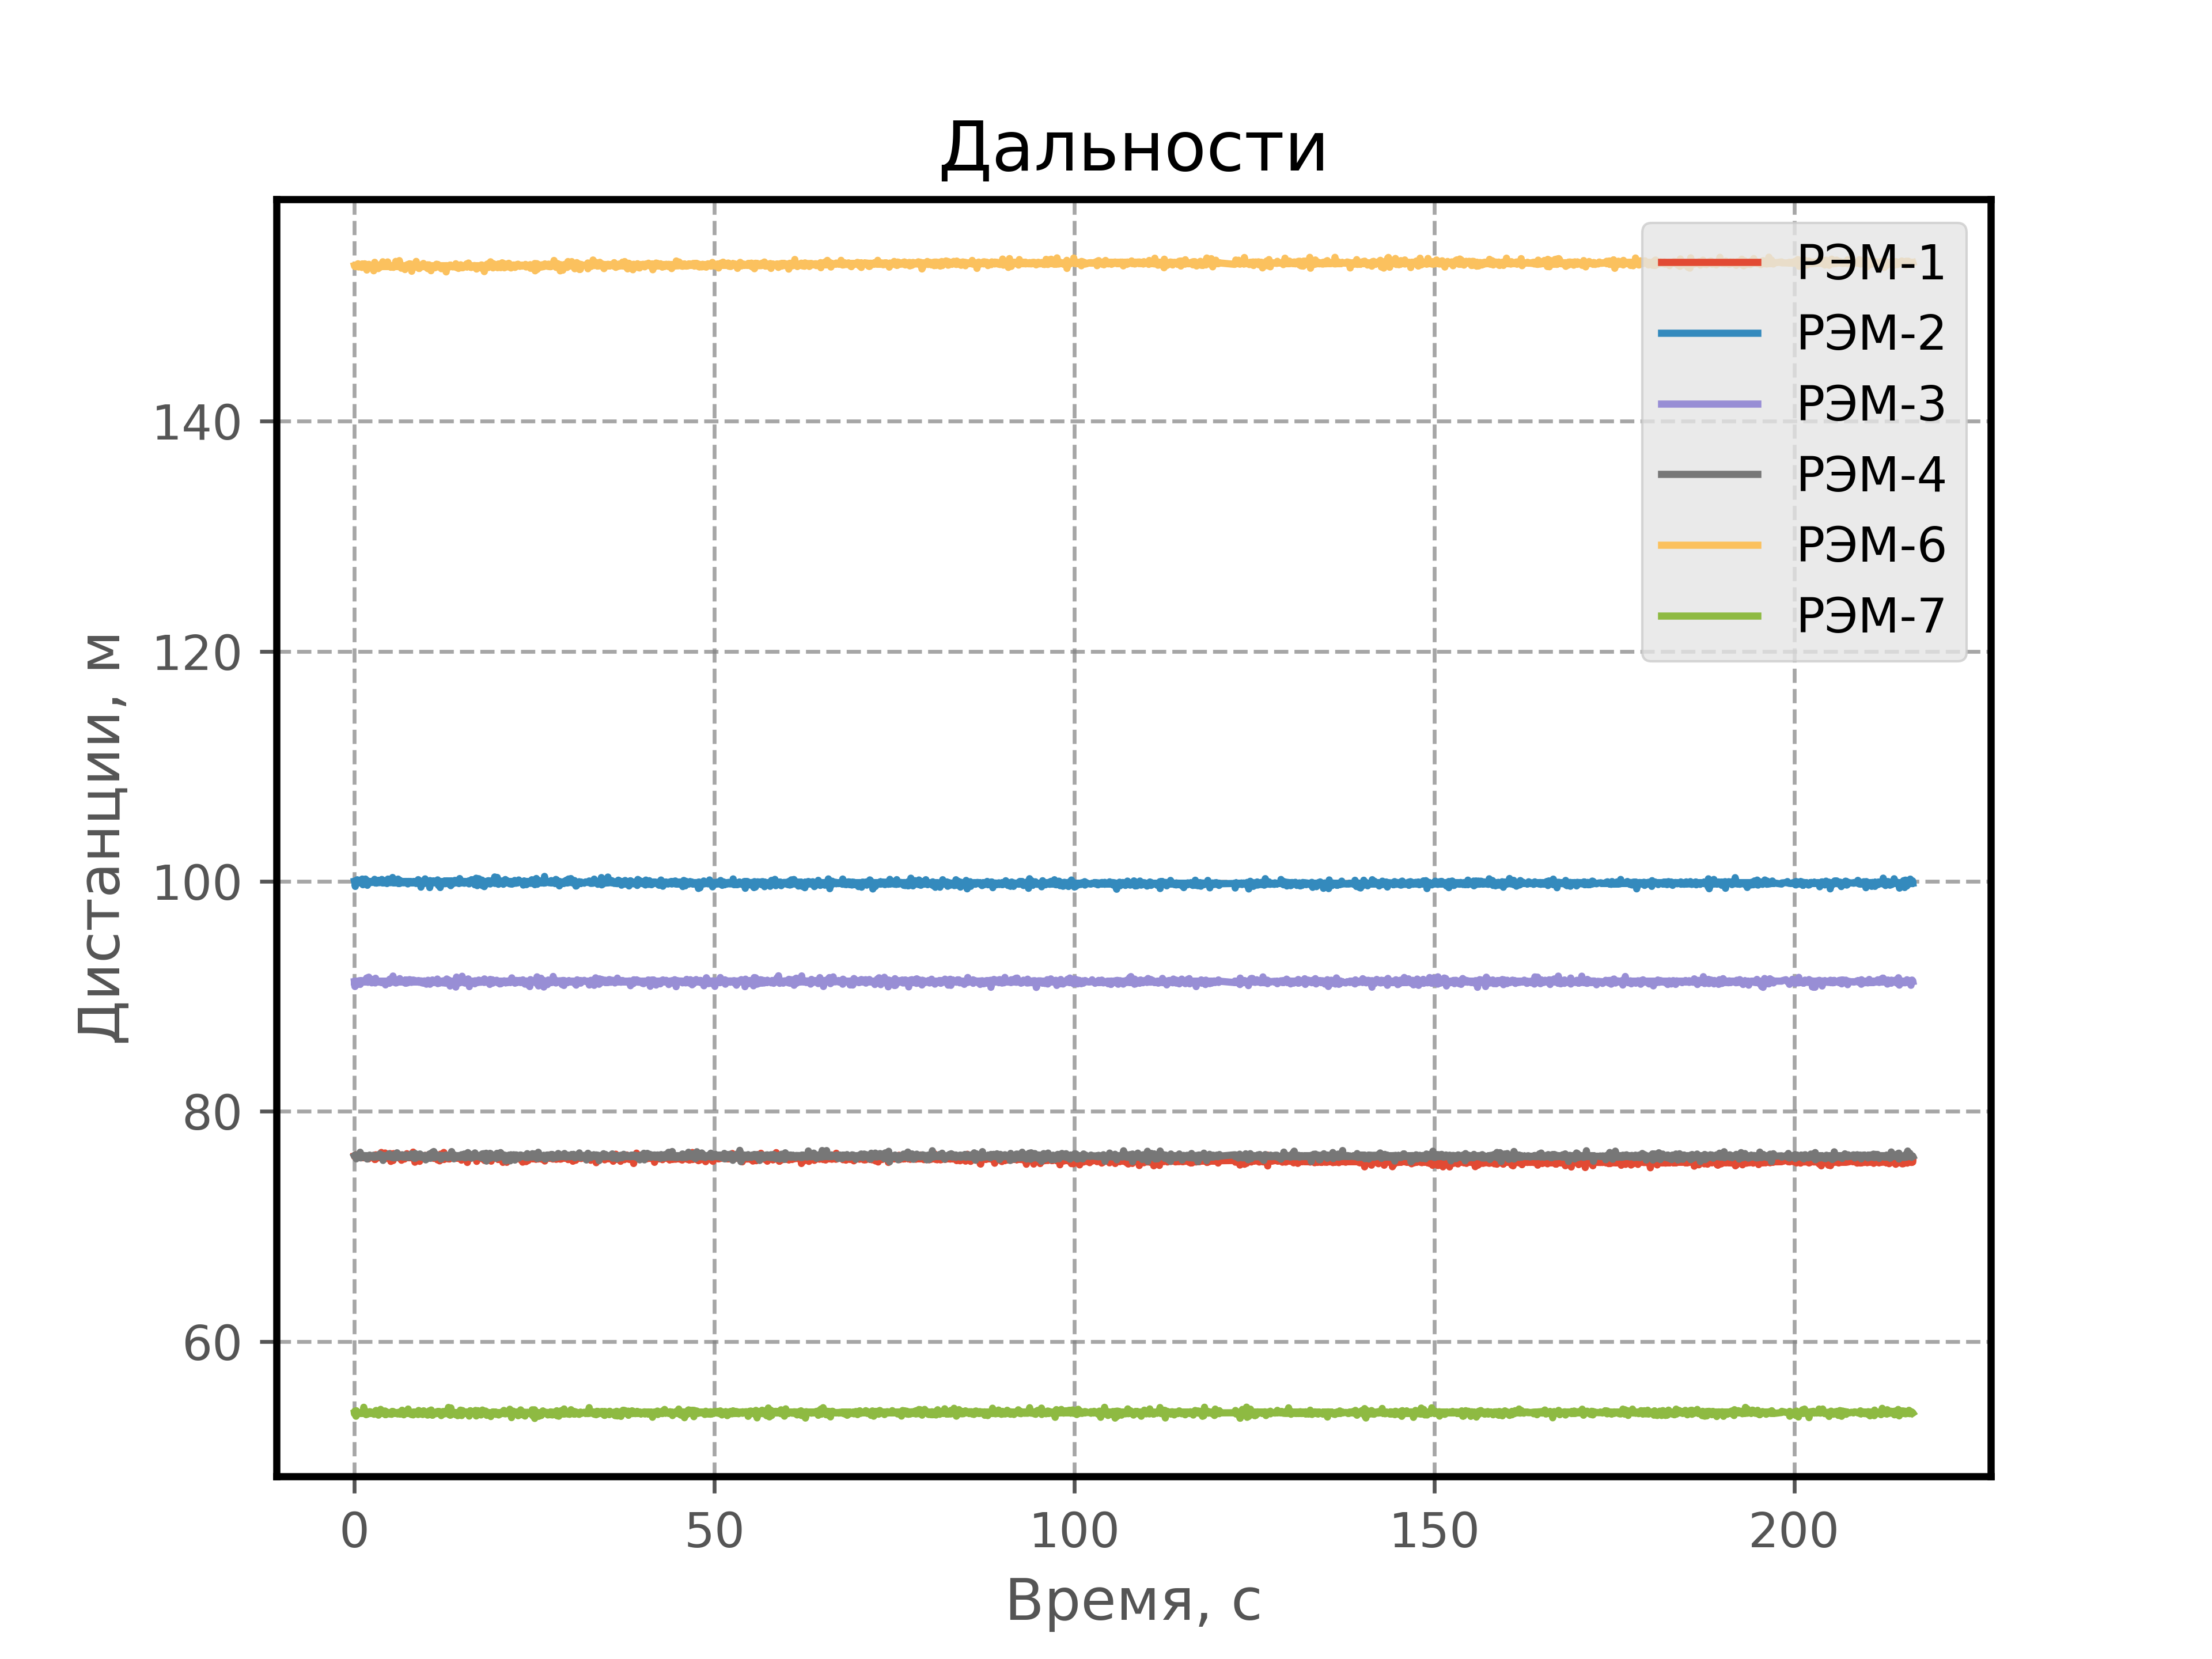 Дальности
Дистанции, м
140
120
100
80
60
РЭМ-1
РЭМ-2
РЭМ-3
РЭМ-4
РЭМ-6
РЭМ-7
0 50 100 150 200
Время, с